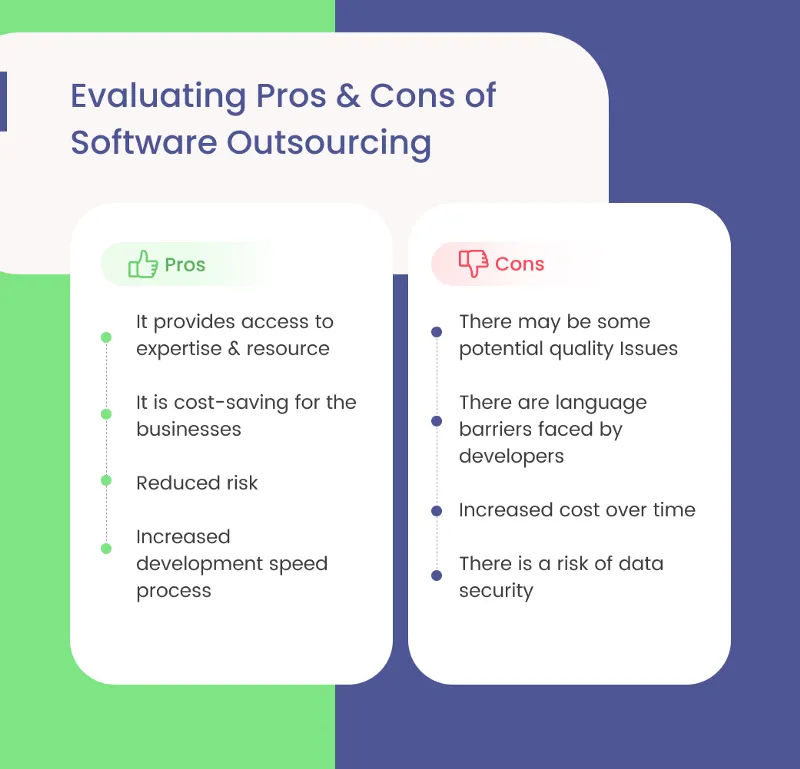 Evaluating Pros & Cons of
Software Outsourcing
Pros
It provides access to
expertise & resource
It is cost-saving for the
businesses
Reduced risk
Increased
development speed
process
Cons
There may be some
potential quality Issues
There are language
barriers faced by
developers
Increased cost over time
There is a risk of data
security